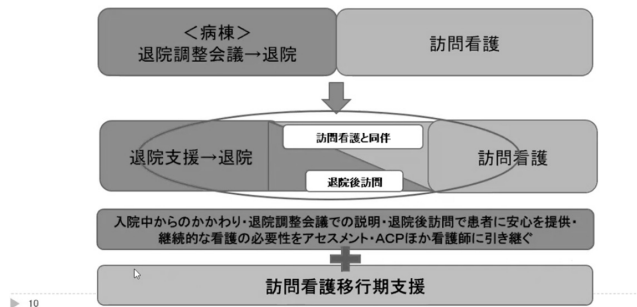 ＜病棟＞
退院調整会議→退院
訪問看護
訪問看護と同伴
退院支援→退院
訪問看護
退院後訪問
入院中からのかかわり・退院調整会議での説明・退院後訪問で患者に安心を提供・
継続的な看護の必要性をアセスメント・ACPほか看護師に引き継ぐ
訪問看護移行期支援
10